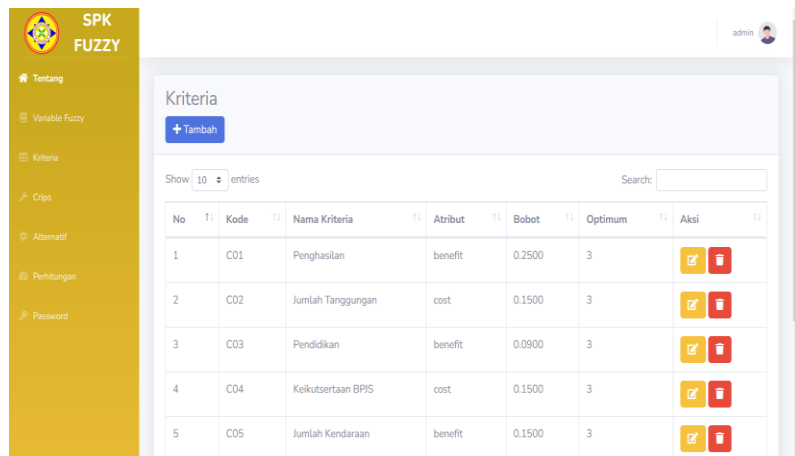 SPK
FUZZY
admin
Tentang
Variable Fuzzy
Kriteria
Crips
Alternatif
Perhitungan
Password
Kriteria
+ Tambah
Show 10 entries
Search:
No Kode Nama Kriteria Atribut Bobot Optimum Aksi
1 C01 Penghasilan benefit 0.2500 3
2 C02 Jumlah Tanggungan cost 0.1500 3
3 C03 Pendidikan benefit 0.0900 3
4 C04 Keikutsertaan BPJS cost 0.1500 3
5 C05 Jumlah Kendaraan benefit 0.1500 3